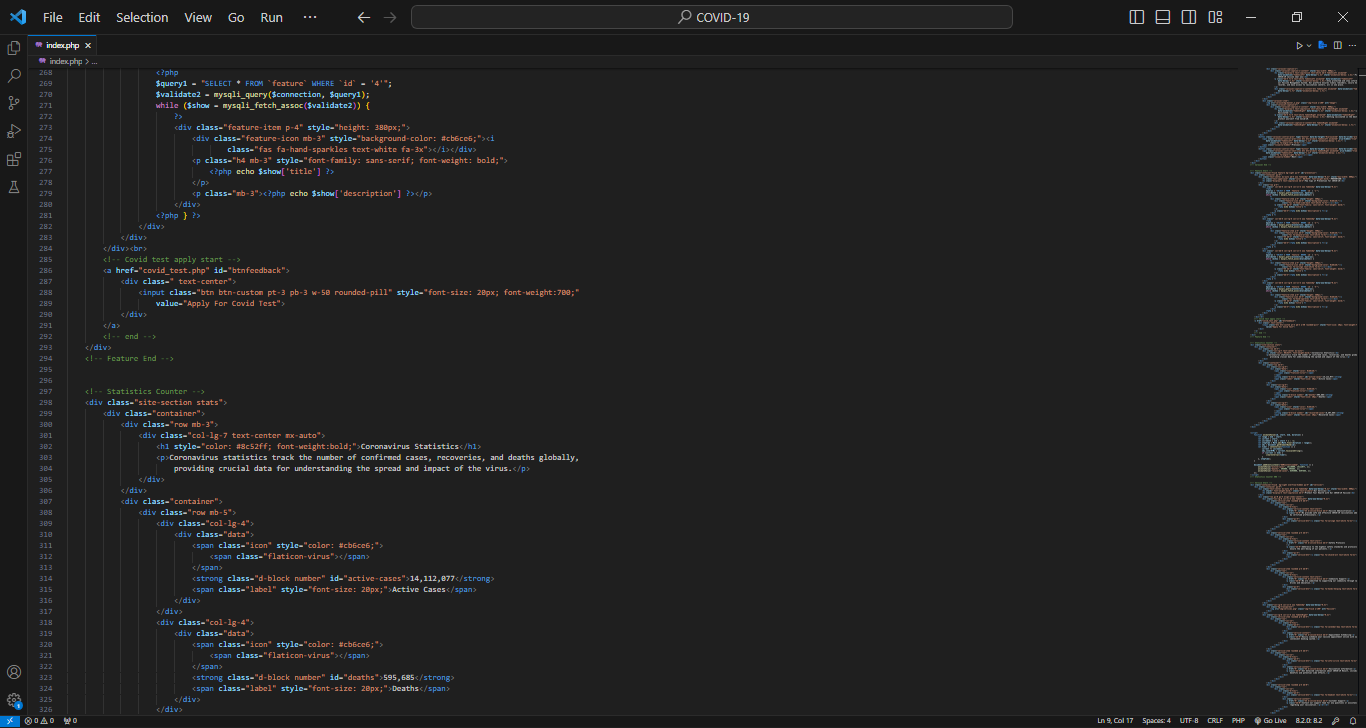 File Edit Selection View Go Run ··· COVID-19
index.php
index.php > ...
268 <?php
269 $query1 = "SELECT * FROM `feature` WHERE `id` = '4'";
270 $validate2 = mysqli_query($connection, $query1);
271 while ($show = mysqli_fetch_assoc($validate2)) {
272 ?>
273 <div class="feature-item p-4" style="height: 380px;">
274 <div class="feature-icon mb-3" style="background-color: #cb6ce6;"><i
275 class="fas fa-hand-sparkles text-white fa-3x"></i></div>
276 <p class="h4 mb-3" style="font-family: sans-serif; font-weight: bold;">
277 <?php echo $show['title'] ?>
278 </p>
279 <p class="mb-3"><?php echo $show['description'] ?></p>
280 </div>
281 <?php } ?>
282 </div>
283 </div>
284 </div><br>
285 <!-- Covid test apply start -->
286 <a href="covid_test.php" id="btnfeedback">
287 <div class=" text-center">
288 <input class="btn btn-custom pt-3 pb-3 w-50 rounded-pill" style="font-size: 20px; font-weight:700;"
289 value="Apply For Covid Test">
290 </div>
291 </a>
292 <!-- end -->
293 </div>
294 <!-- Feature End -->
295
296
297 <!-- Statistics Counter -->
298 <div class="site-section stats">
299 <div class="container">
300 <div class="row mb-3">
301 <div class="col-lg-7 text-center mx-auto">
302 <h1 style="color: #8c52ff; font-weight:bold;">Coronavirus Statistics</h1>
303 <p>Coronavirus statistics track the number of confirmed cases, recoveries, and deaths globally,
304 providing crucial data for understanding the spread and impact of the virus.</p>
305 </div>
306 </div>
307 <div class="container">
308 <div class="row mb-5">
309 <div class="col-lg-4">
310 <div class="data">
311 <span class="icon" style="color: #cb6ce6;">
312 <span class="flaticon-virus"></span>
313 </span>
314 <strong class="d-block number" id="active-cases">14,112,077</strong>
315 <span class="label" style="font-size: 20px;">Active Cases</span>
316 </div>
317 </div>
318 <div class="col-lg-4">
319 <div class="data">
320 <span class="icon" style="color: #cb6ce6;">
321 <span class="flaticon-virus"></span>
322 </span>
323 <strong class="d-block number" id="deaths">595,685</strong>
324 <span class="label" style="font-size: 20px;">Deaths</span>
325 </div>
326 </div>
0 0 0 Ln 9, Col 17 Spaces: 4 UTF-8 CRLF PHP Go Live 8.2.0: 8.2